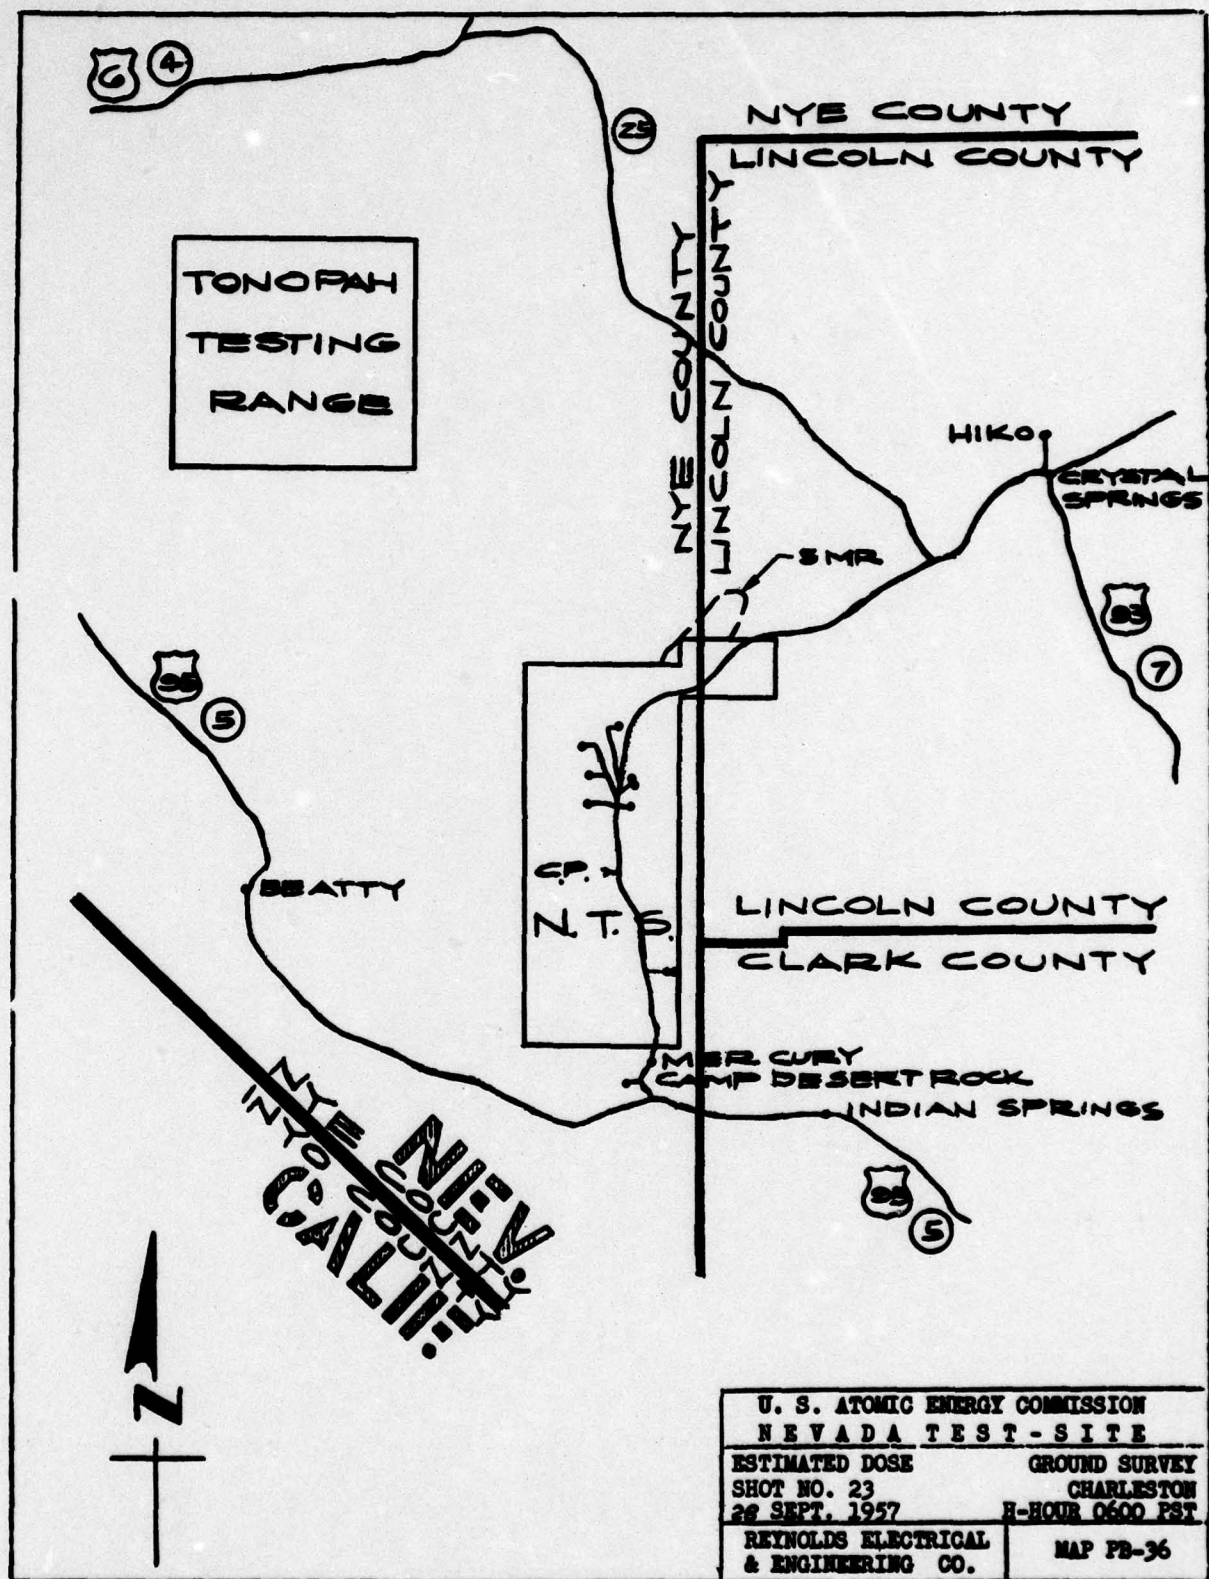 6
4
25
NYE COUNTY
LINCOLN COUNTY
NYE COUNTY
LINCOLN COUNTY
TONOPAH
TESTING
RANGE
HIKO
CRYSTAL
SPRINGS
5 MR
93
7
95
5
BEATTY
C.P.
N.T.S.
LINCOLN COUNTY
CLARK COUNTY
MERCURY
CAMP DESERT ROCK
INDIAN SPRINGS
95
5
NEV.
NYE COUNTY
INYO COUNTY
CALIF.
N
U. S. ATOMIC ENERGY COMMISSION
NEVADA TEST-SITE
ESTIMATED DOSE GROUND SURVEY
SHOT NO. 23 CHARLESTON
28 SEPT. 1957 H-HOUR 0600 PST
REYNOLDS ELECTRICAL
& ENGINEERING CO.
MAP PB-36